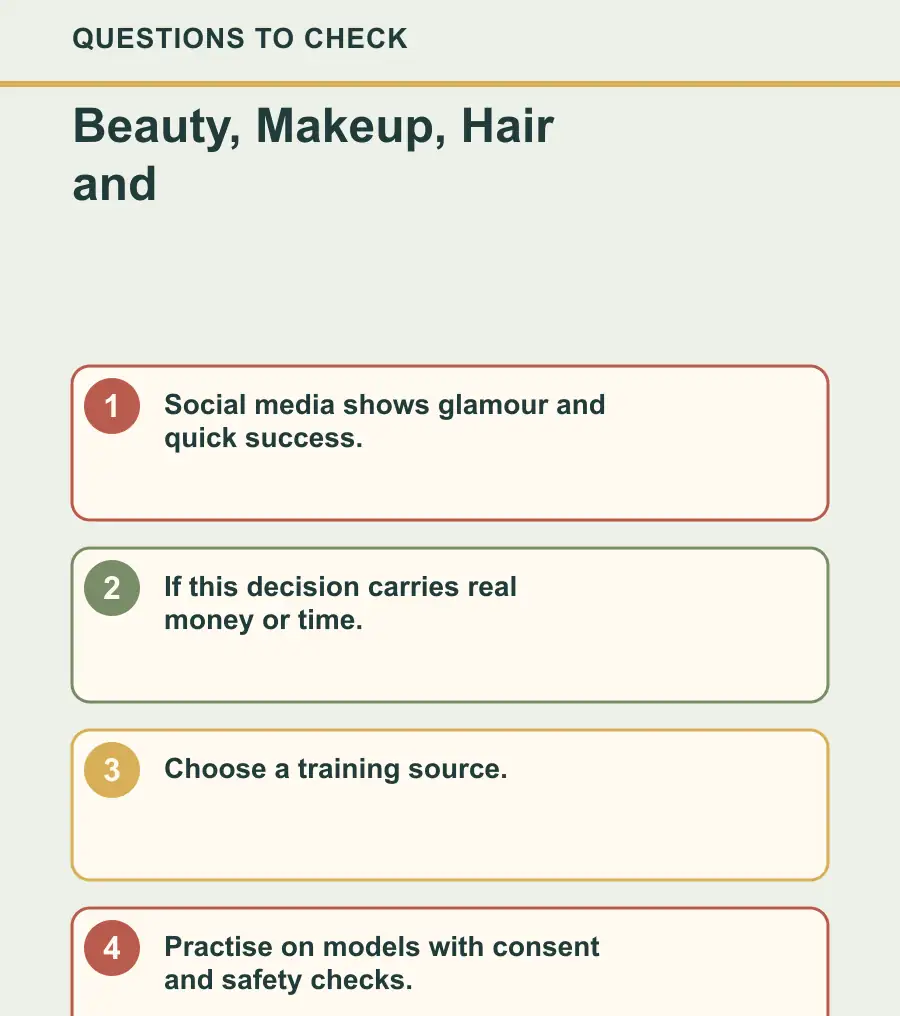 QUESTIONS TO CHECK
Beauty, Makeup, Hair
and
1
Social media shows glamour and
quick success.
2
If this decision carries real
money or time.
3
Choose a training source.
4
Practise on models with consent
and safety checks.